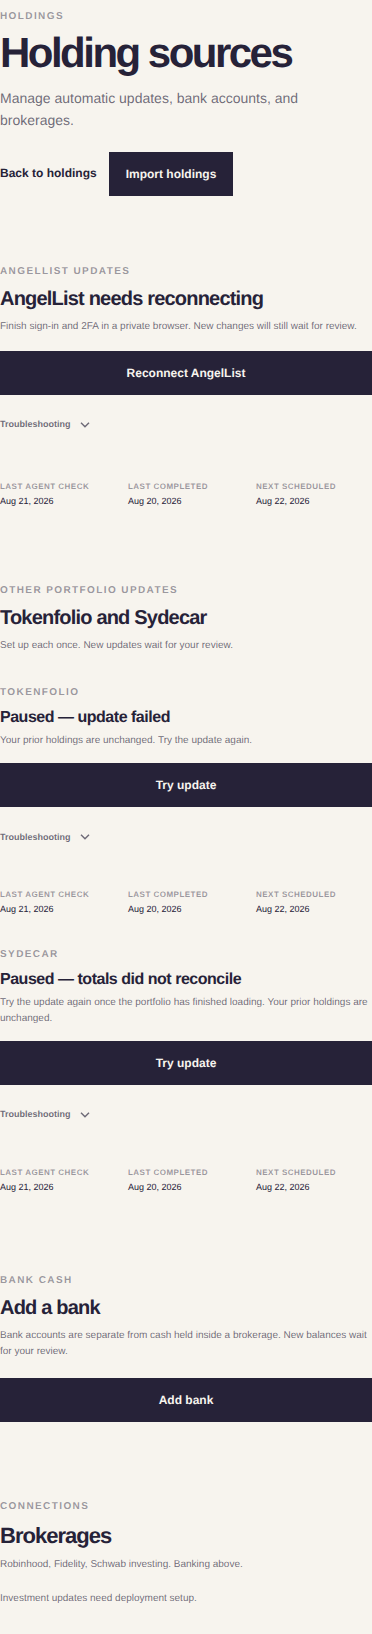 HOLDINGS
Holding sources
Manage automatic updates, bank accounts, and
brokerages.
Back to holdings
Import holdings
ANGELLIST UPDATES
AngelList needs reconnecting
Finish sign-in and 2FA in a private browser. New changes will still wait for review.
Reconnect AngelList
Troubleshooting
LAST AGENT CHECK LAST COMPLETED NEXT SCHEDULED
Aug 21, 2026 Aug 20, 2026 Aug 22, 2026
OTHER PORTFOLIO UPDATES
Tokenfolio and Sydecar
Set up each once. New updates wait for your review.
TOKENFOLIO
Paused — update failed
Your prior holdings are unchanged. Try the update again.
Try update
Troubleshooting
LAST AGENT CHECK LAST COMPLETED NEXT SCHEDULED
Aug 21, 2026 Aug 20, 2026 Aug 22, 2026
SYDECAR
Paused — totals did not reconcile
Try the update again once the portfolio has finished loading. Your prior holdings are
unchanged.
Try update
Troubleshooting
LAST AGENT CHECK LAST COMPLETED NEXT SCHEDULED
Aug 21, 2026 Aug 20, 2026 Aug 22, 2026
BANK CASH
Add a bank
Bank accounts are separate from cash held inside a brokerage. New balances wait
for your review.
Add bank
CONNECTIONS
Brokerages
Robinhood, Fidelity, Schwab investing. Banking above.
Investment updates need deployment setup.